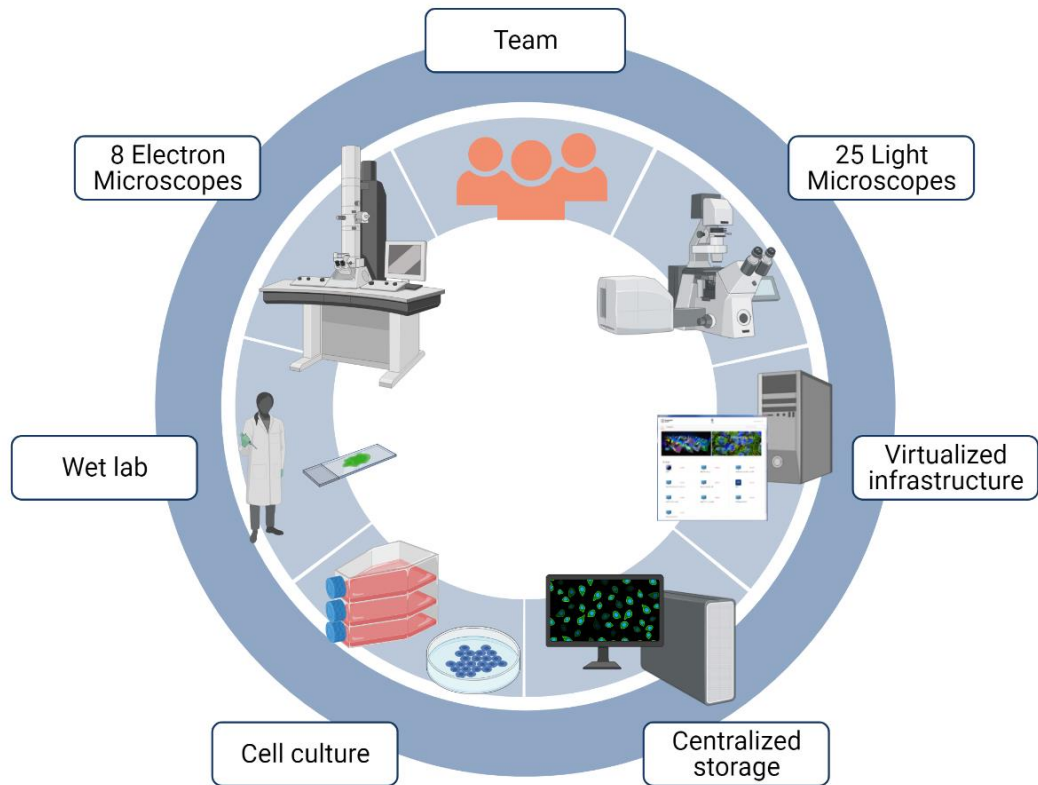 Team
8 Electron
Microscopes
25 Light
Microscopes
Wet lab
Virtualized
infrastructure
Cell culture
Centralized
storage